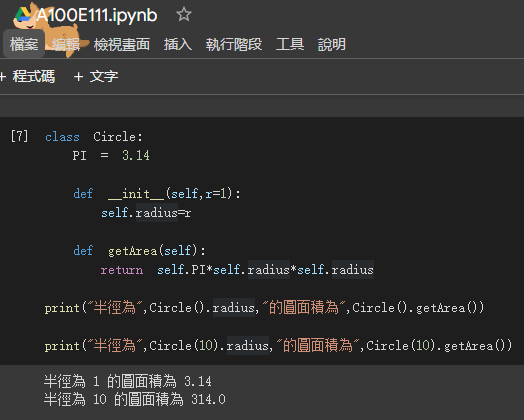 A100E111.ipynb
檔案 編輯 檢視畫面 插入 執行階段 工具 說明
+ 程式碼 + 文字
[7] class Circle:
PI = 3.14
def __init__(self,r=1):
self.radius=r
def getArea(self):
return self.PI*self.radius*self.radius
print("半徑為",Circle().radius,"的圓面積為",Circle().getArea())
print("半徑為",Circle(10).radius,"的圓面積為",Circle(10).getArea())
半徑為 1 的圓面積為 3.14
半徑為 10 的圓面積為 314.0